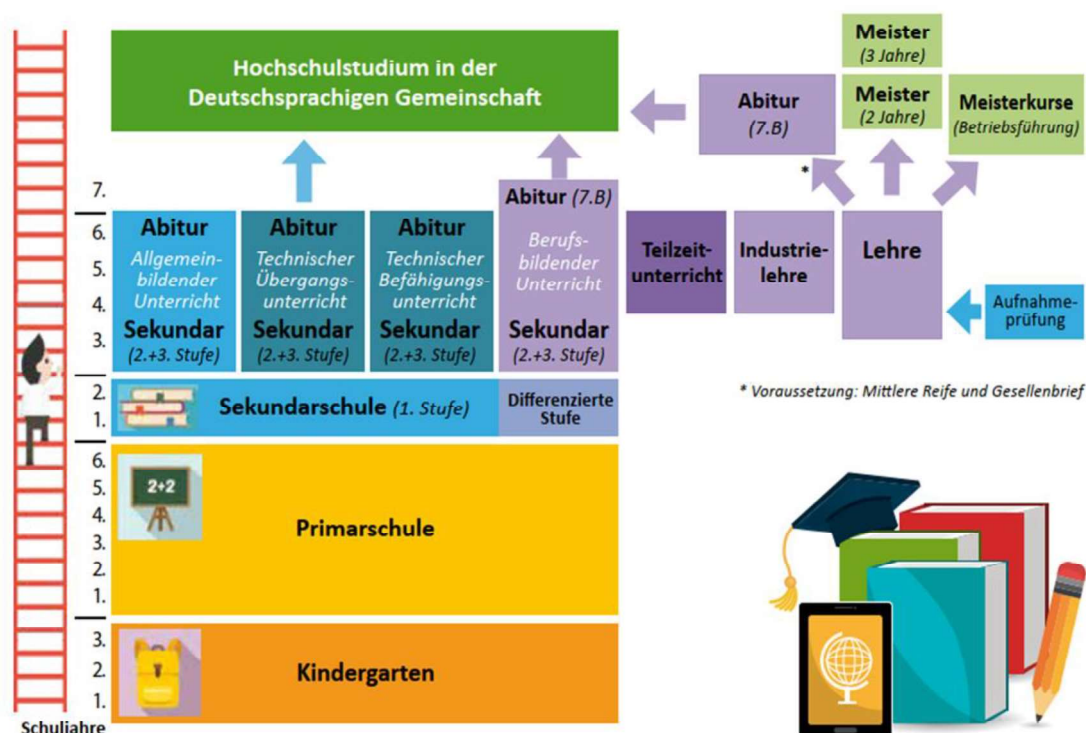 Meister
(3 Jahre)
Hochschulstudium in der
Deutschsprachigen Gemeinschaft
Abitur
(7.B)
Meister
(2 Jahre)
Meisterkurse
(Betriebsführung)
*
7.
Abitur (7.B)
6.
5.
4.
3.
Abitur
Allgemein-
bildender
Unterricht
Sekundar
(2.+3. Stufe)
Abitur
Technischer
Übergangs-
unterricht
Sekundar
(2.+3. Stufe)
Abitur
Technischer
Befähigungs-
unterricht
Sekundar
(2.+3. Stufe)
Berufs-
bildender
Unterricht
Sekundar
(2.+3. Stufe)
Teilzeit-
unterricht
Industrie-
lehre
Lehre
Aufnahme-
prüfung
* Voraussetzung: Mittlere Reife und Gesellenbrief
2.
1.
Sekundarschule (1. Stufe)
Differenzierte
Stufe
6.
5.
4.
3.
2.
1.
2+2
Primarschule
3.
2.
1.
Kindergarten
Schuljahre